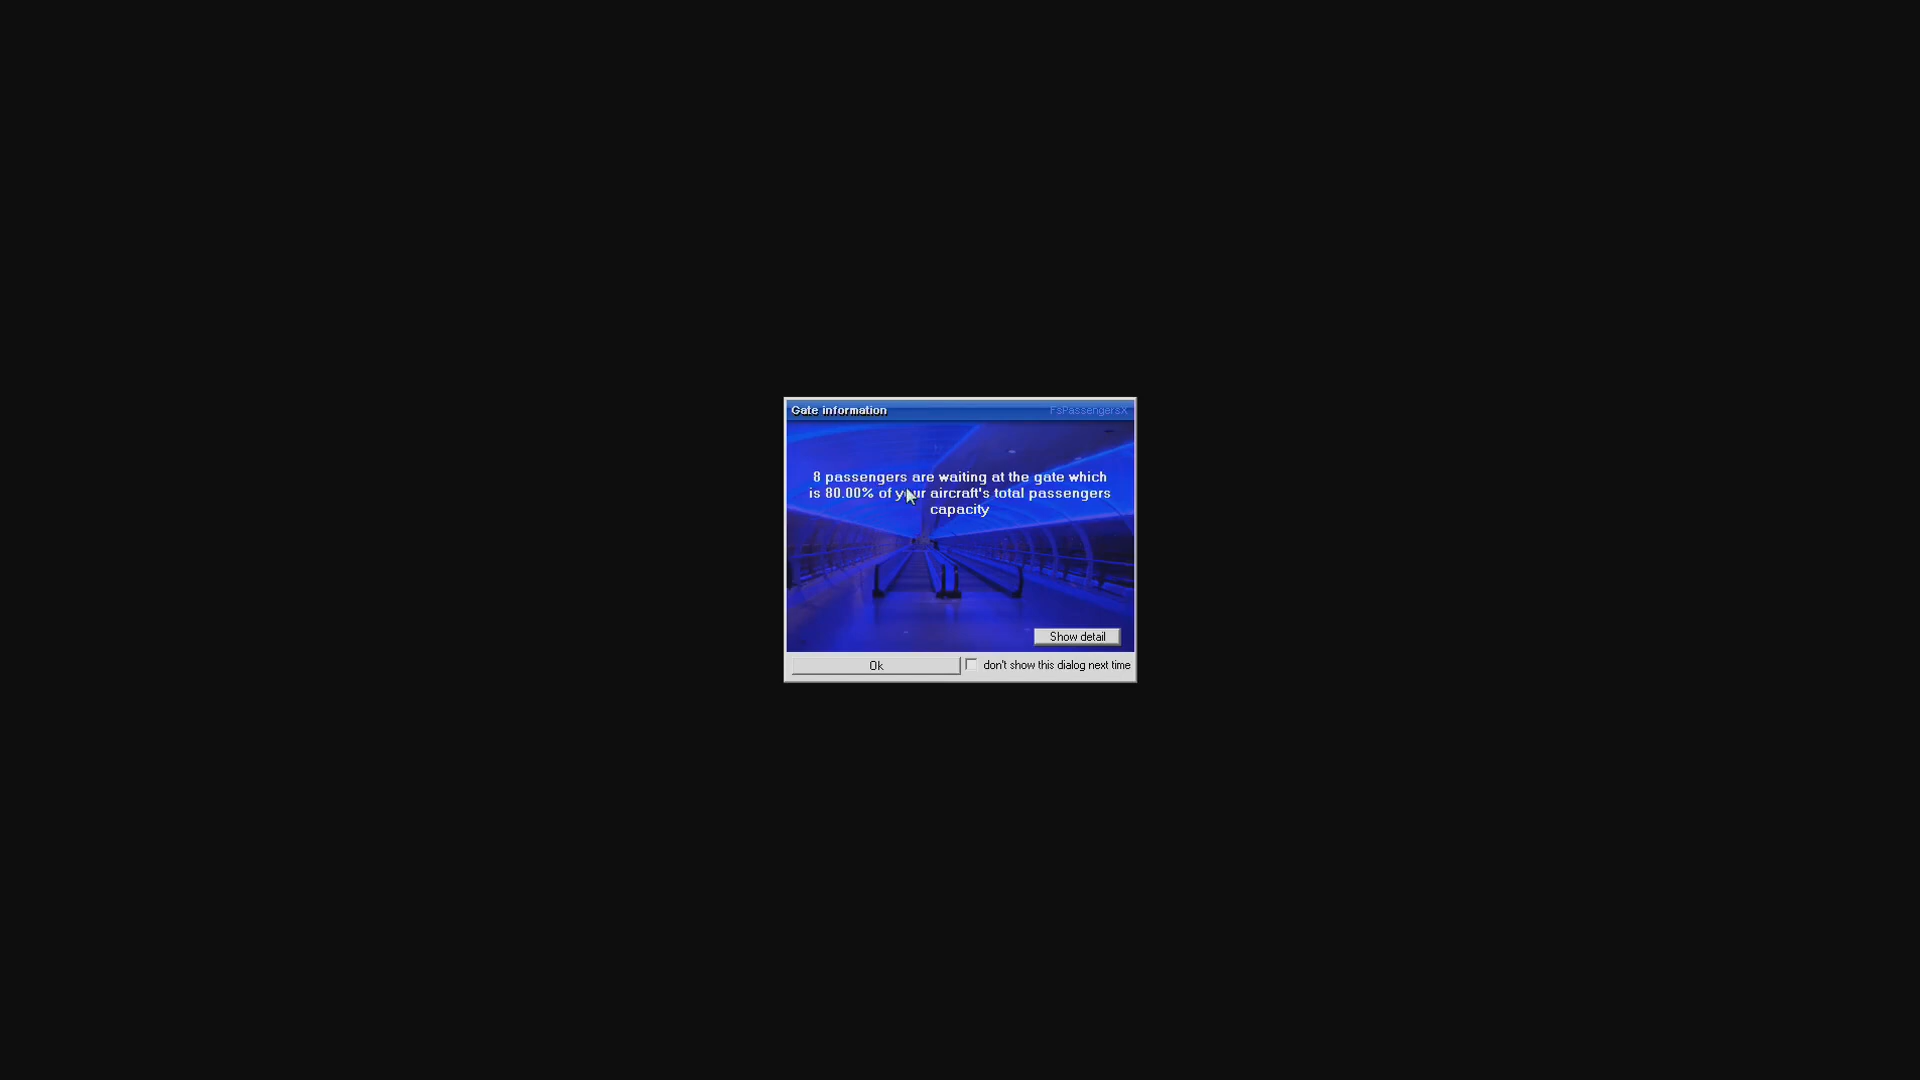 Gate information
FsPassengersX
8 passengers are waiting at the gate which
is 80.00% of your aircraft's total passengers
capacity
Show detail
Ok
don't show this dialog next time